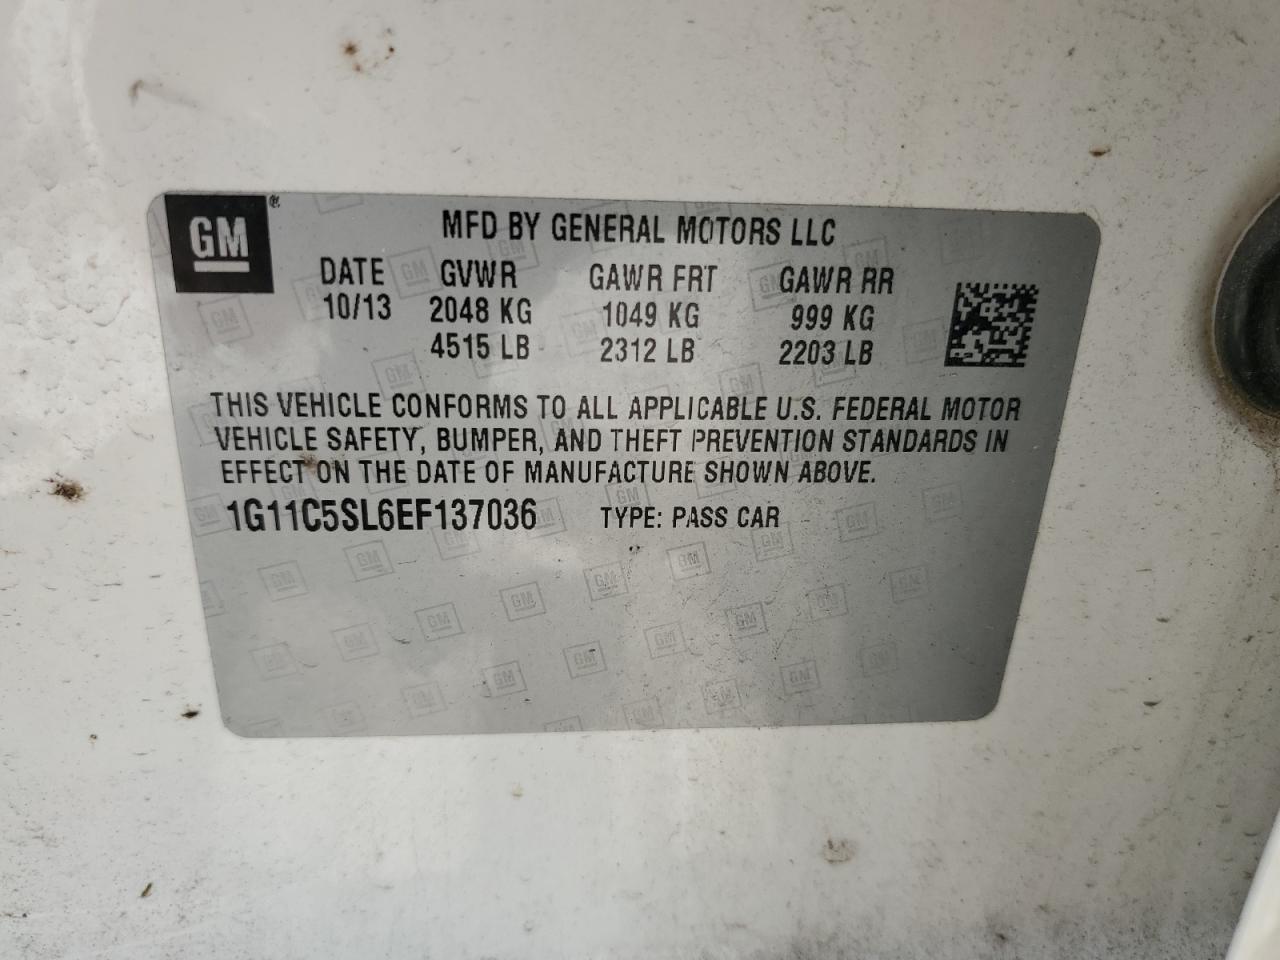 GM®
MFD BY GENERAL MOTORS LLC
DATE GVWR GAWR FRT GAWR RR
10/13 2048 KG 1049 KG 999 KG
4515 LB 2312 LB 2203 LB
THIS VEHICLE CONFORMS TO ALL APPLICABLE U.S. FEDERAL MOTOR
VEHICLE SAFETY, BUMPER, AND THEFT PREVENTION STANDARDS IN
EFFECT ON THE DATE OF MANUFACTURE SHOWN ABOVE.
1G11C5SL6EF137036 TYPE: PASS CAR